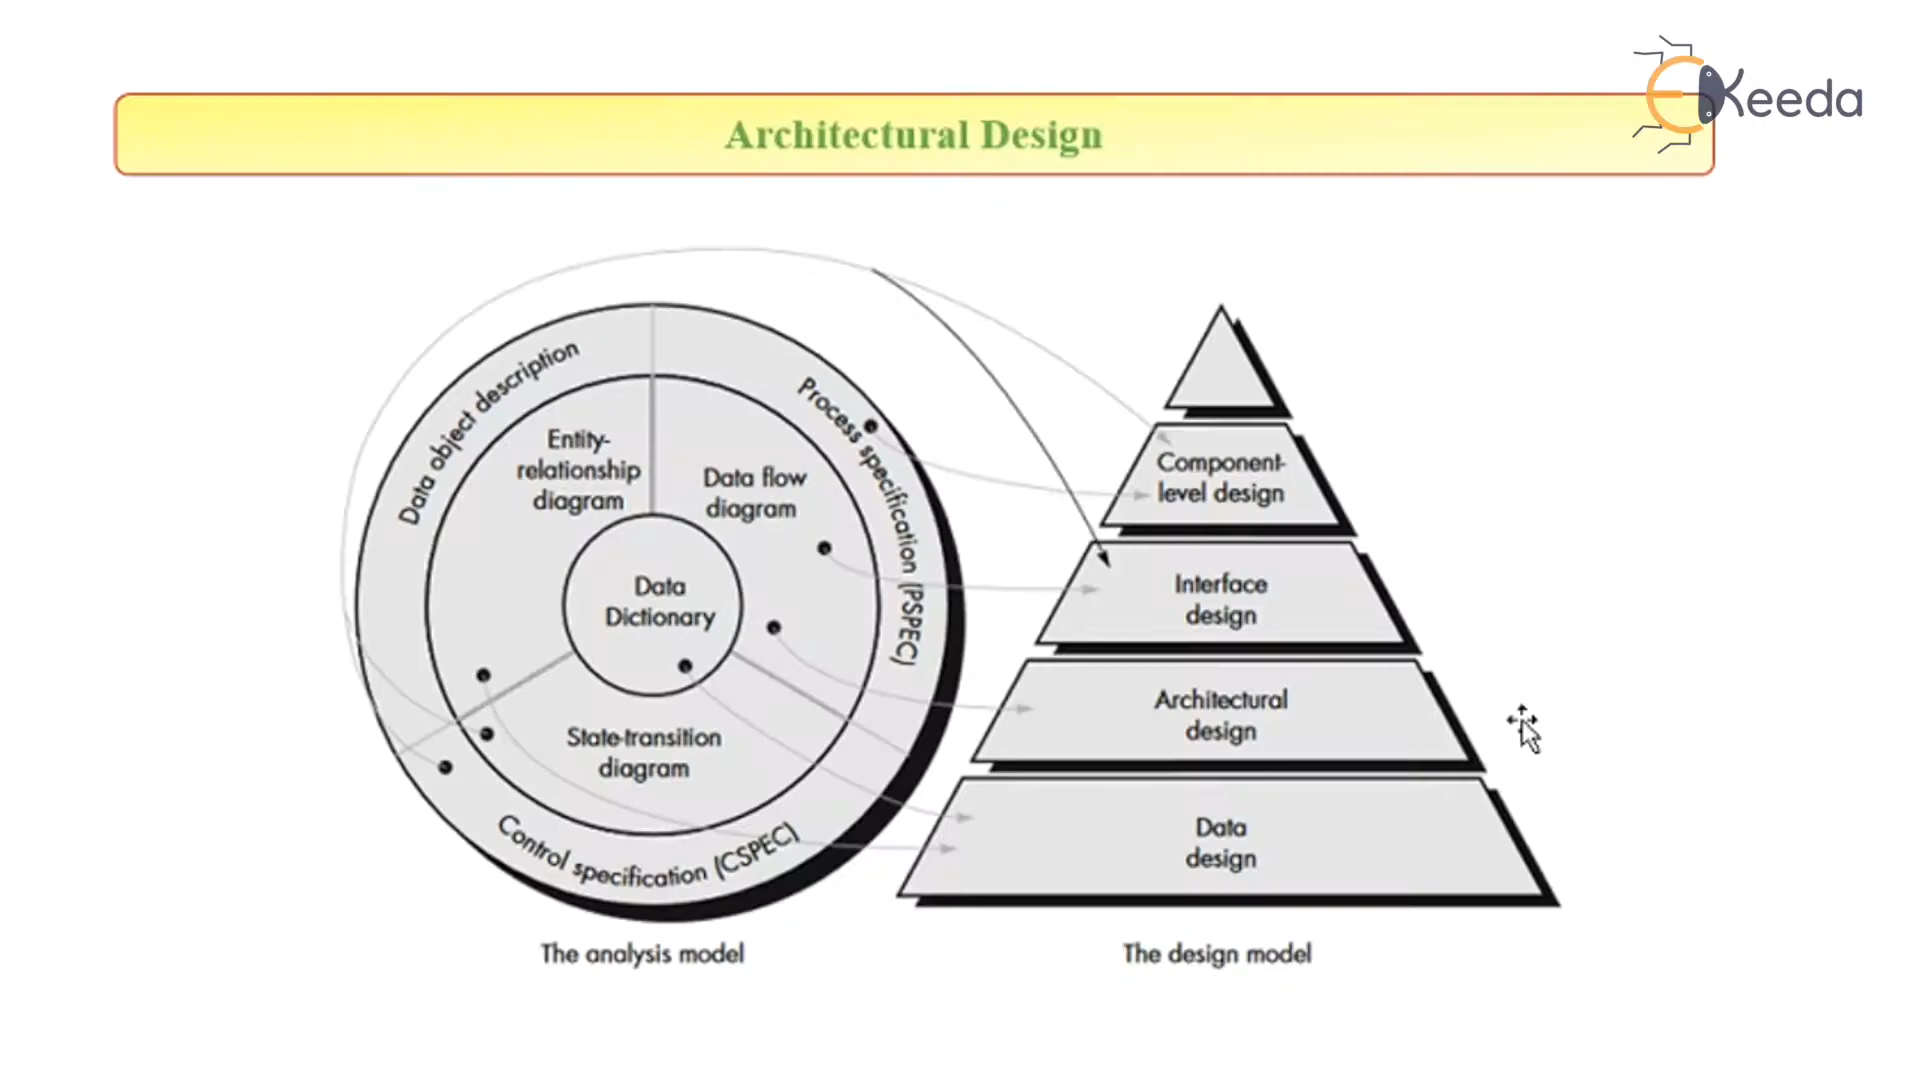 EKeeda
Architectural Design
Data object description
Process specification (PSPEC)
Entity-
relationship
diagram
Data flow
diagram
Data
Dictionary
State-transition
diagram
Control specification (CSPEC)
The analysis model
Component-
level design
Interface
design
Architectural
design
Data
design
The design model